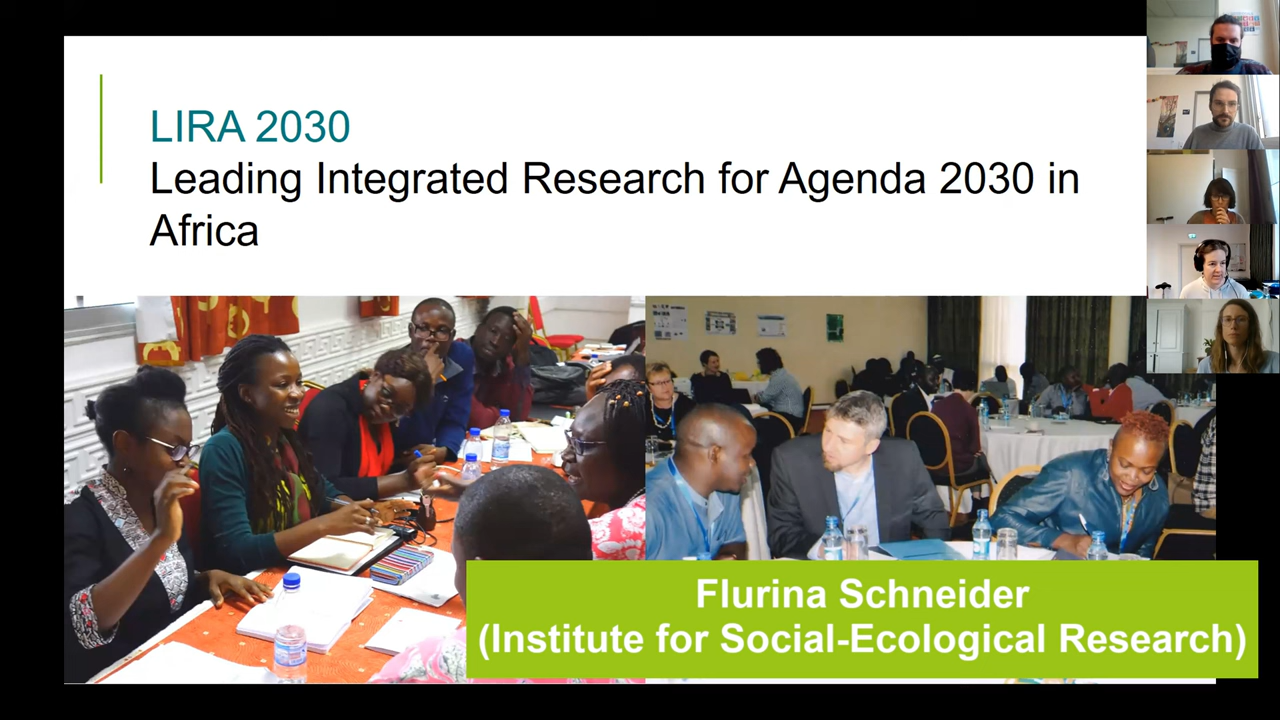 LIRA 2030
Leading Integrated Research for Agenda 2030 in
Africa
Flurina Schneider
(Institute for Social-Ecological Research)